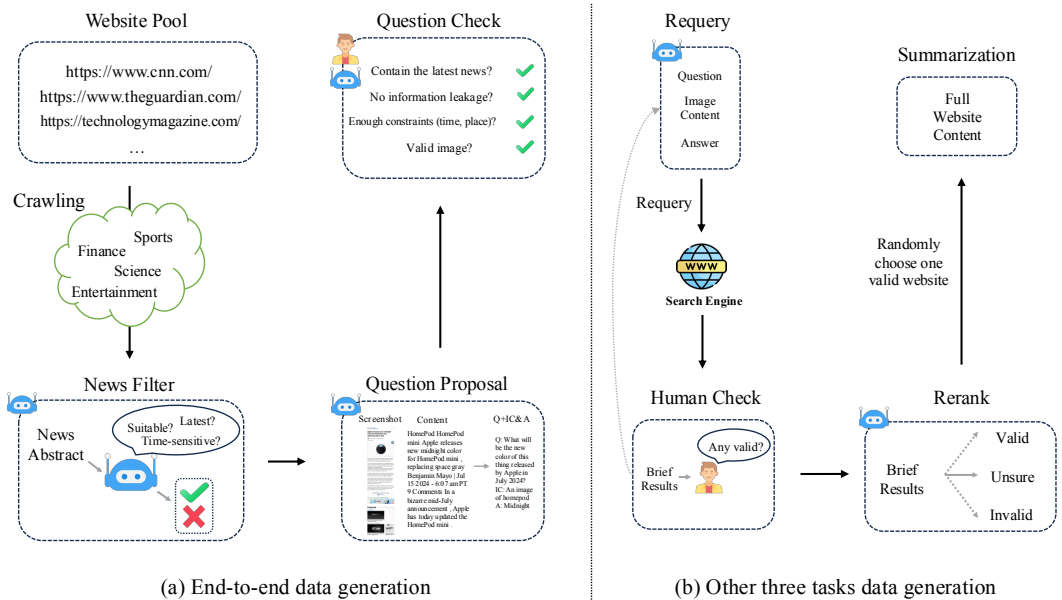 Website Pool
https://www.cnn.com/
https://www.theguardian.com/
https://technologymagazine.com/
...
Crawling
Sports
Finance
Science
Entertainment
News Filter
News
Abstract
Suitable?
Latest?
Time-sensitive?
Question Check
Contain the latest news?
No information leakage?
Enough constraints (time, place)?
Valid image?
Question Proposal
Screenshot
Content
Q+IC&A
HomePod HomePod
mini Apple releases
new midnight color
for HomePod mini ,
replacing space gray
Benjamin Mayo | Jul
15 2024 - 6:07 am PT
9 Comments In a
bizarre mid-July
announcement , Apple
has today updated the
HomePod mini .
Q: What will
be the new
color of this
thing released
by Apple in
July 2024?
IC: An image
of homepod
A: Midnight
(a) End-to-end data generation
Requery
Question
Image
Content
Answer
Requery
WWW
Search Engine
Human Check
Any valid?
Brief
Results
Rerank
Brief
Results
Valid
Unsure
Invalid
Randomly
choose one
valid website
Summarization
Full
Website
Content
(b) Other three tasks data generation